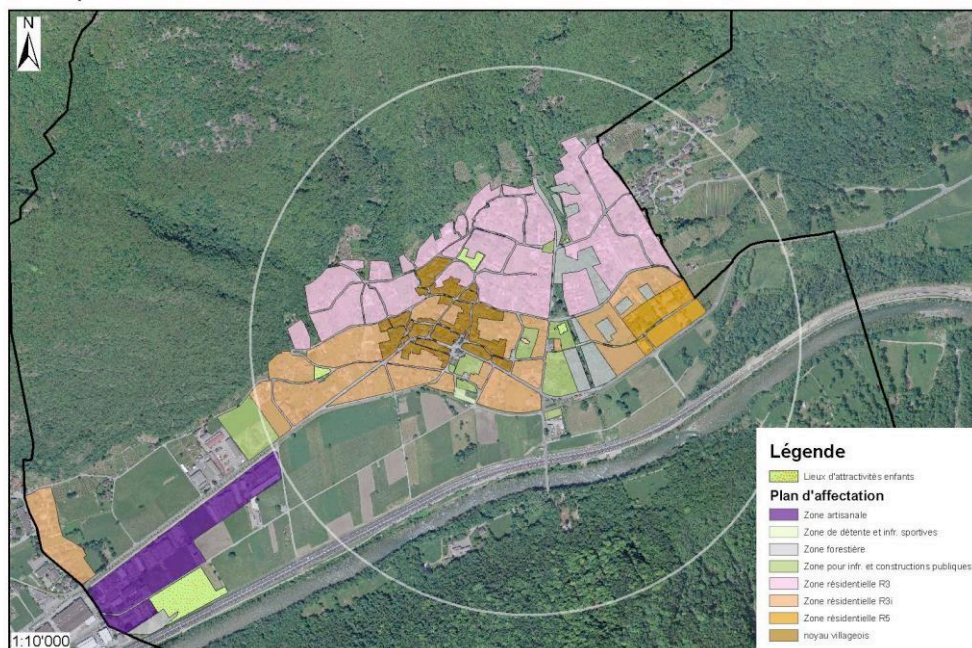 N
Légende
Lieux d'attractivités enfants
Plan d'affectation
Zone artisanale
Zone de détente et infr. sportives
Zone forestière
Zone pour infr. et constructions publiques
Zone résidentielle R3
Zone résidentielle R3i
Zone résidentielle R5
noyau villageois
1:10'000